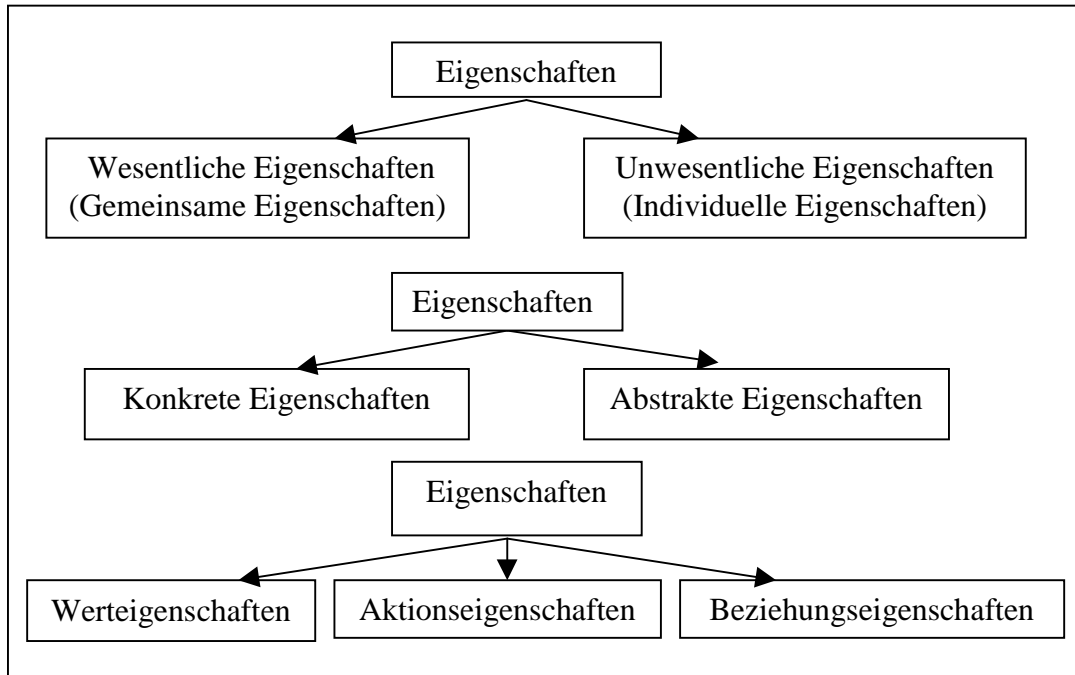 Eigenschaften
Wesentliche Eigenschaften
(Gemeinsame Eigenschaften)
Unwesentliche Eigenschaften
(Individuelle Eigenschaften)
Eigenschaften
Konkrete Eigenschaften
Abstrakte Eigenschaften
Eigenschaften
Werteigenschaften
Aktionseigenschaften
Beziehungseigenschaften